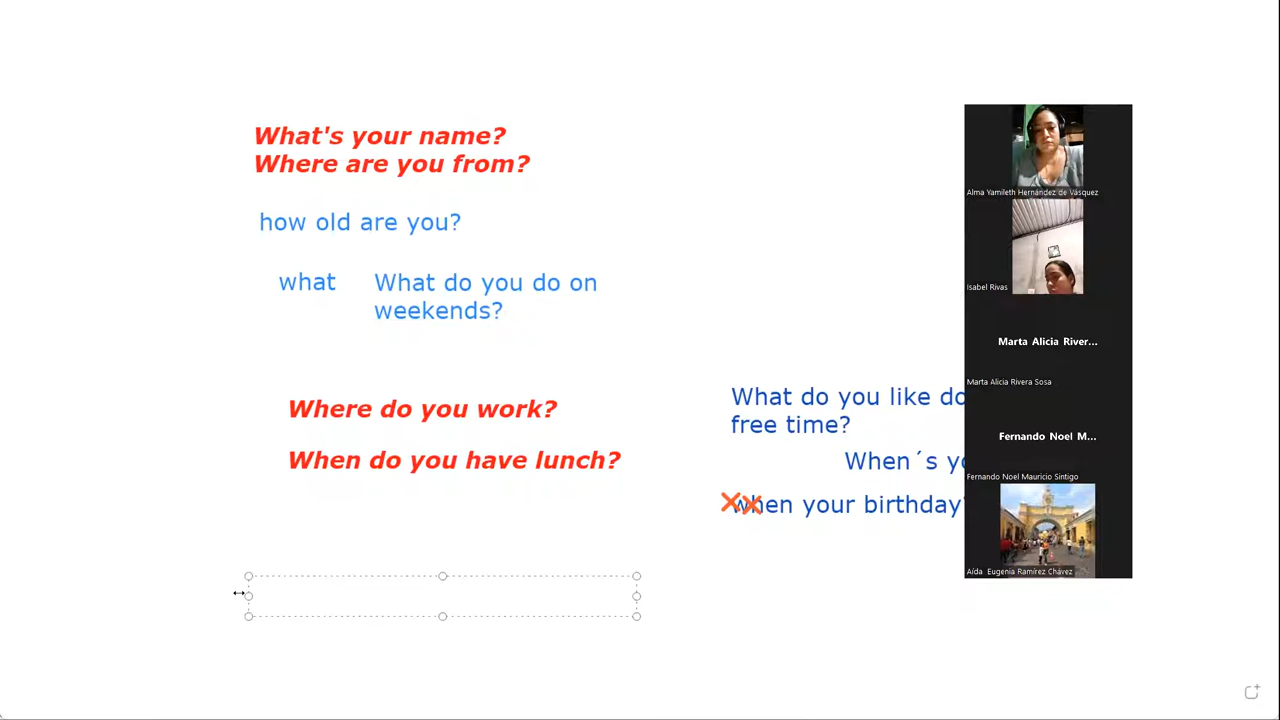 What's your name?
Where are you from?
how old are you?
what
What do you do on
weekends?
Where do you work?
When do you have lunch?
What do you like do
free time?
When´s yo
when your birthday?
Alma Yamileth Hernández de Vásquez
Isabel Rivas
Marta Alicia River...
Marta Alicia Rivera Sosa
Fernando Noel M...
Fernando Noel Mauricio Sintigo
Aída Eugenia Ramírez Chávez